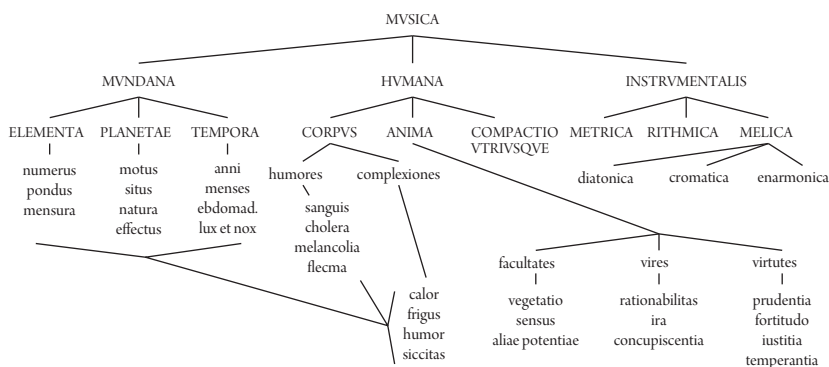 MVSICA
MVNDANA HVMANA INSTRVMENTALIS
ELEMENTA PLANETAE TEMPORA CORPVS ANIMA COMPACTIO VTRIVSQVE METRICA RITHMICA MELICA
numerus
pondus
mensura
motus
situs
natura
effectus
anni
menses
ebdomad.
lux et nox
humores complexiones
sanguis
cholera
melancolia
flecma
calor
frigus
humor
siccitas
diatonica cromatica enarmonica
facultates vires virtutes
vegetatio
sensus
aliae potentiae
rationabilitas
ira
concupiscentia
prudentia
fortitudo
iustitia
temperantia